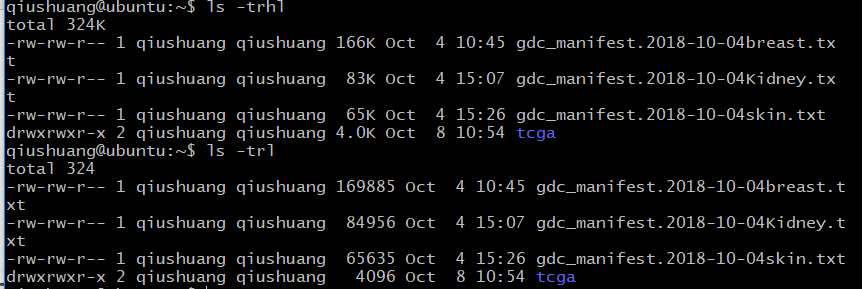 qiushuang@ubuntu:~$ ls -trhl
total 324K
-rw-rw-r-- 1 qiushuang qiushuang 166K Oct  4 10:45 gdc_manifest.2018-10-04breast.tx
t
-rw-rw-r-- 1 qiushuang qiushuang  83K Oct  4 15:07 gdc_manifest.2018-10-04Kidney.tx
t
-rw-rw-r-- 1 qiushuang qiushuang  65K Oct  4 15:26 gdc_manifest.2018-10-04skin.txt
drwxrwxr-x 2 qiushuang qiushuang 4.0K Oct  8 10:54 tcga
qiushuang@ubuntu:~$ ls -trl
total 324
-rw-rw-r-- 1 qiushuang qiushuang 169885 Oct  4 10:45 gdc_manifest.2018-10-04breast.t
xt
-rw-rw-r-- 1 qiushuang qiushuang  84956 Oct  4 15:07 gdc_manifest.2018-10-04Kidney.t
xt
-rw-rw-r-- 1 qiushuang qiushuang  65635 Oct  4 15:26 gdc_manifest.2018-10-04skin.txt
drwxrwxr-x 2 qiushuang qiushuang   4096 Oct  8 10:54 tcga